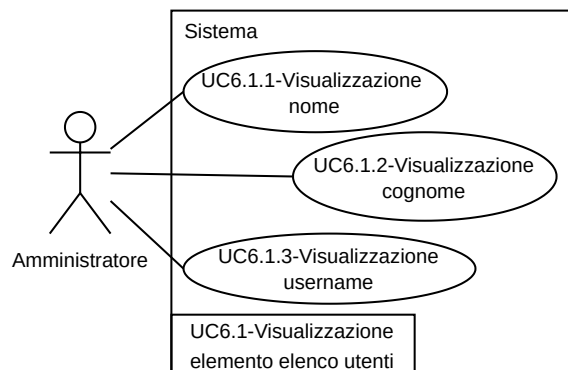 Sistema
UC6.1.1-Visualizzazione
nome
UC6.1.2-Visualizzazione
cognome
Amministratore
UC6.1.3-Visualizzazione
username
UC6.1-Visualizzazione
elemento elenco utenti